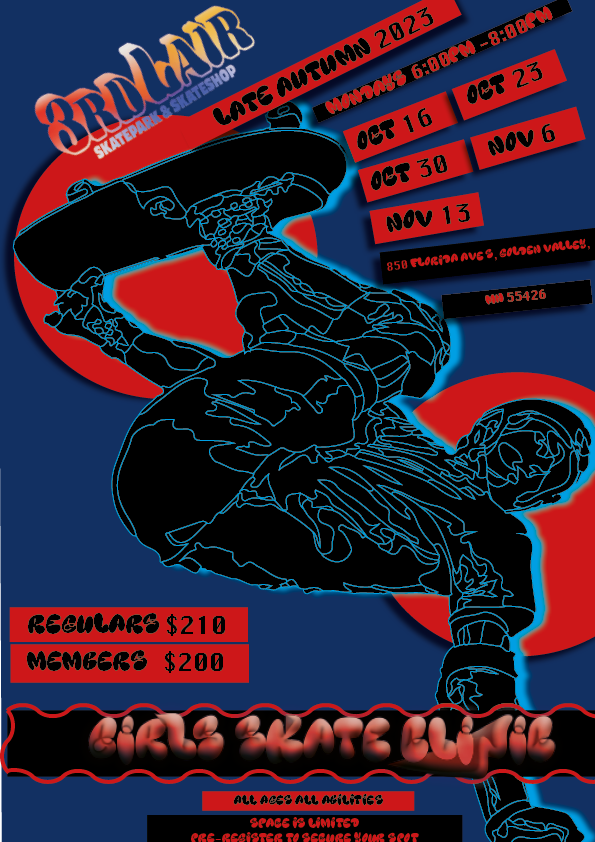 3RD LAIR
SKATEPARK & SKATESHOP
LATE AUTUMN 2023
MONDAYS 6:00PM -8:00PM
OCT 16
OCT 23
OCT 30
NOV 6
NOV 13
850 FLORIDA AVE S, GOLDEN VALLEY,
MN 55426
REGULARS $210
MEMBERS $200
GIRLS SKATE CLINIC
ALL AGES ALL ABILITIES
SPACE IS LIMITED
PRE-REGISTER TO SECURE YOUR SPOT